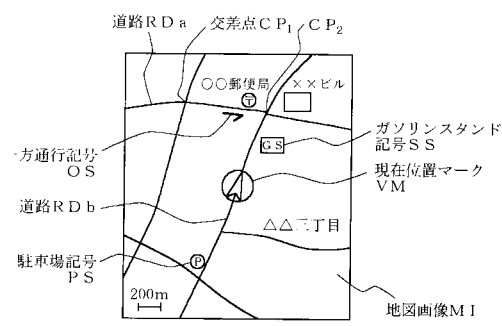 道路RDa
交差点CP₁
CP₂
○○郵便局
〒
××ビル
一方通行記号
OS
GS
ガソリンスタンド
記号SS
現在位置マーク
VM
道路RDb
△△三丁目
駐車場記号
PS
P
200m
地図画像MI